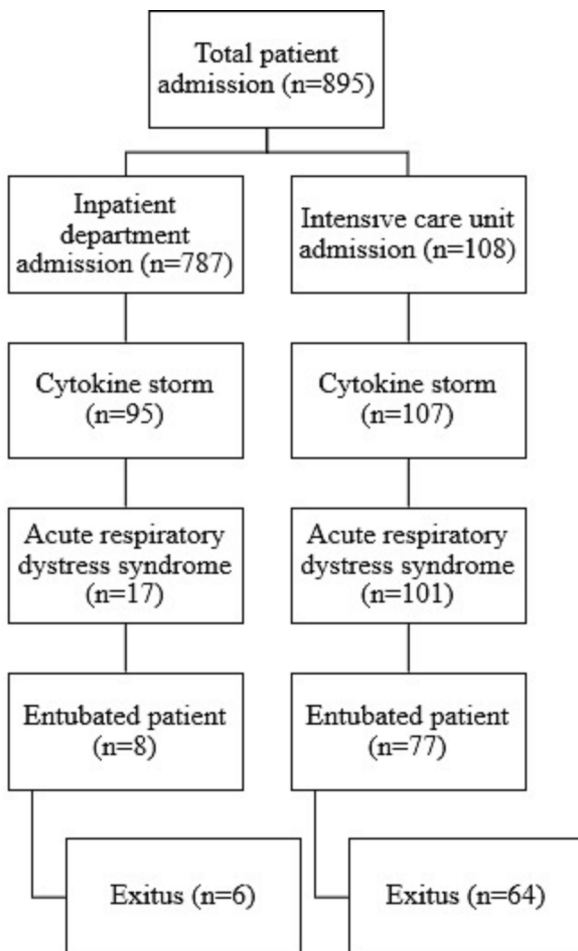 Total patient
admission (n=895)
Inpatient
department
admission (n=787)
Intensive care unit
admission (n=108)
Cytokine storm
(n=95)
Cytokine storm
(n=107)
Acute respiratory
dystress syndrome
(n=17)
Acute respiratory
dystress syndrome
(n=101)
Entubated patient
(n=8)
Entubated patient
(n=77)
Exitus (n=6)
Exitus (n=64)